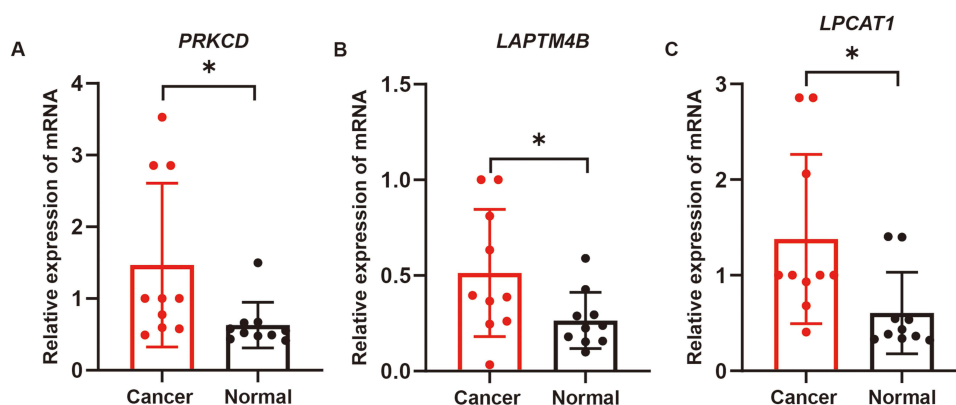 A
PRKCD
*
Relative expression of mRNA
4
3
2
1
0
Cancer Normal
B
LAPTM4B
*
Relative expression of mRNA
1.5
1.0
0.5
0.0
Cancer Normal
C
LPCAT1
*
Relative expression of mRNA
3
2
1
0
Cancer Normal